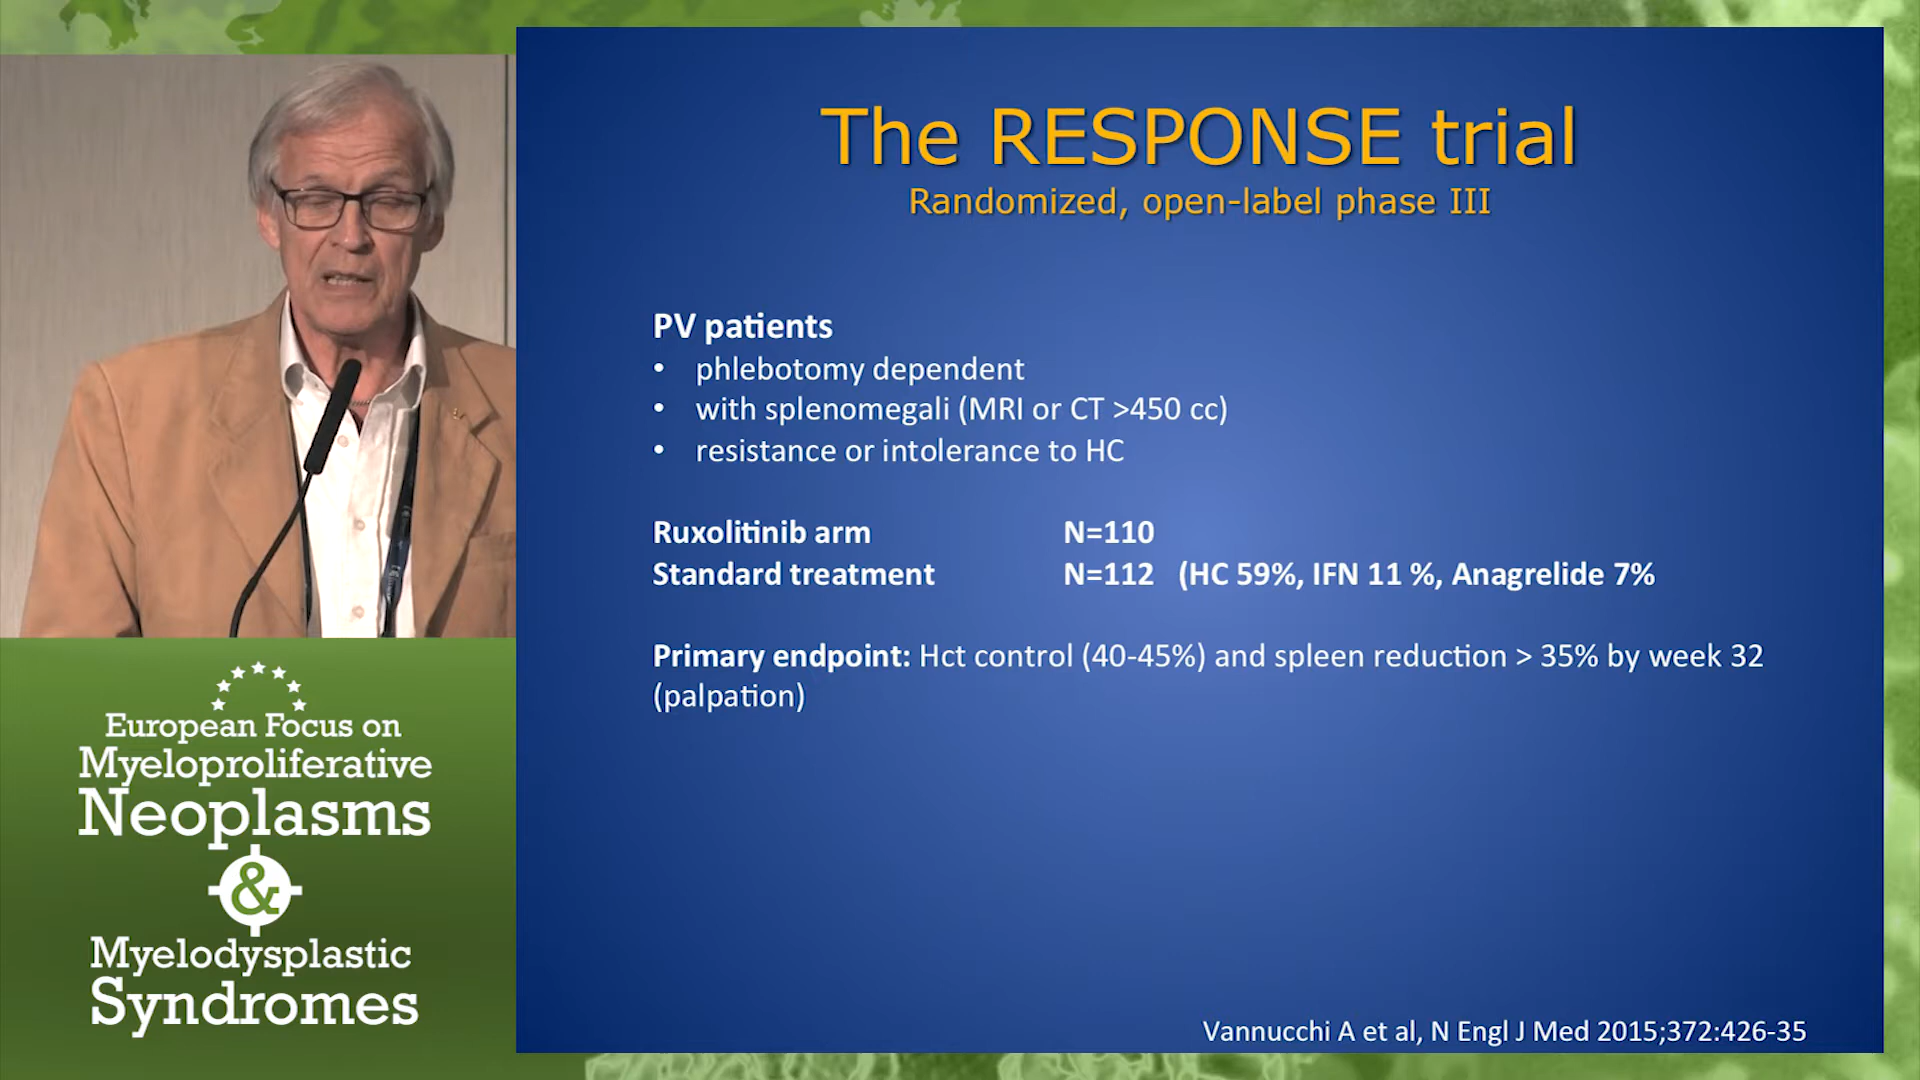 The RESPONSE trial
Randomized, open-label phase III
PV patients
• phlebotomy dependent
• with splenomegali (MRI or CT >450 cc)
• resistance or intolerance to HC
Ruxolitinib arm N=110
Standard treatment N=112 (HC 59%, IFN 11 %, Anagrelide 7%
Primary endpoint: Hct control (40-45%) and spleen reduction > 35% by week 32
(palpation)
Vannucchi A et al, N Engl J Med 2015;372:426-35
European Focus on
Myeloproliferative
Neoplasms
&
Myelodysplastic
Syndromes